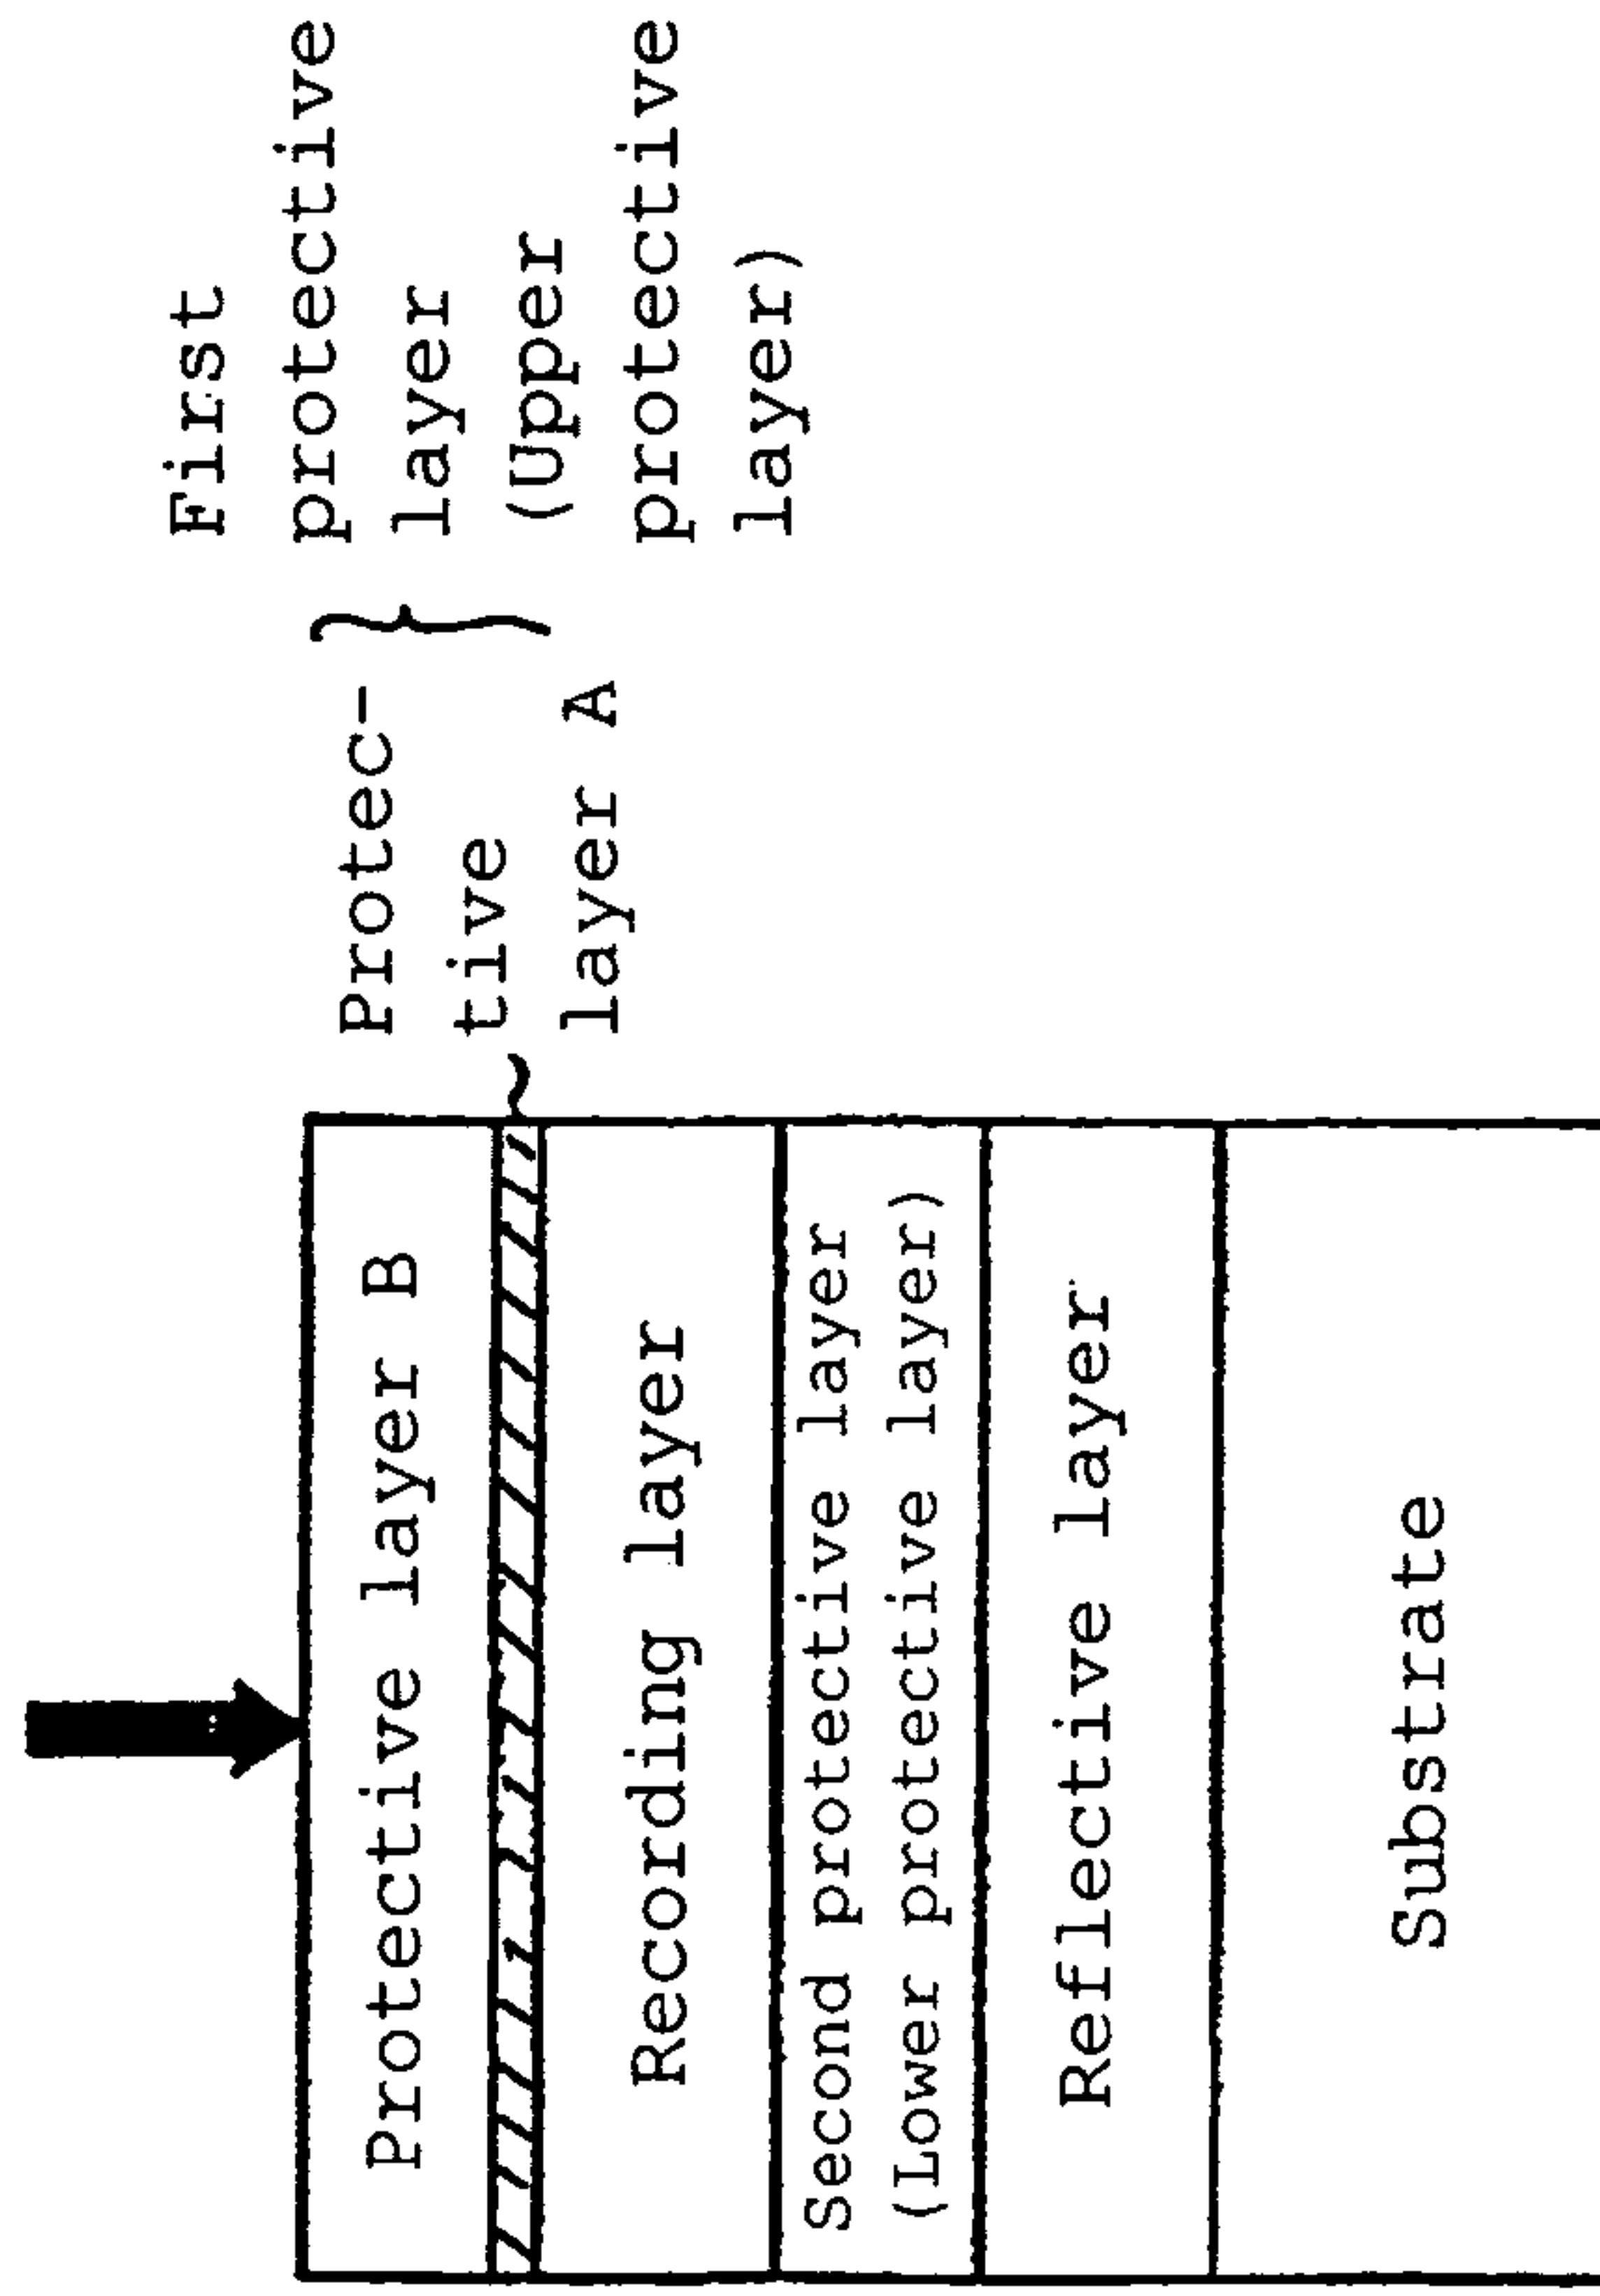 First
protective
layer
(Upper
protective
layer)
Protec-
tive
layer A
Protective layer B
Recording layer
Second protective layer
(Lower protective layer)
Reflective layer
Substrate